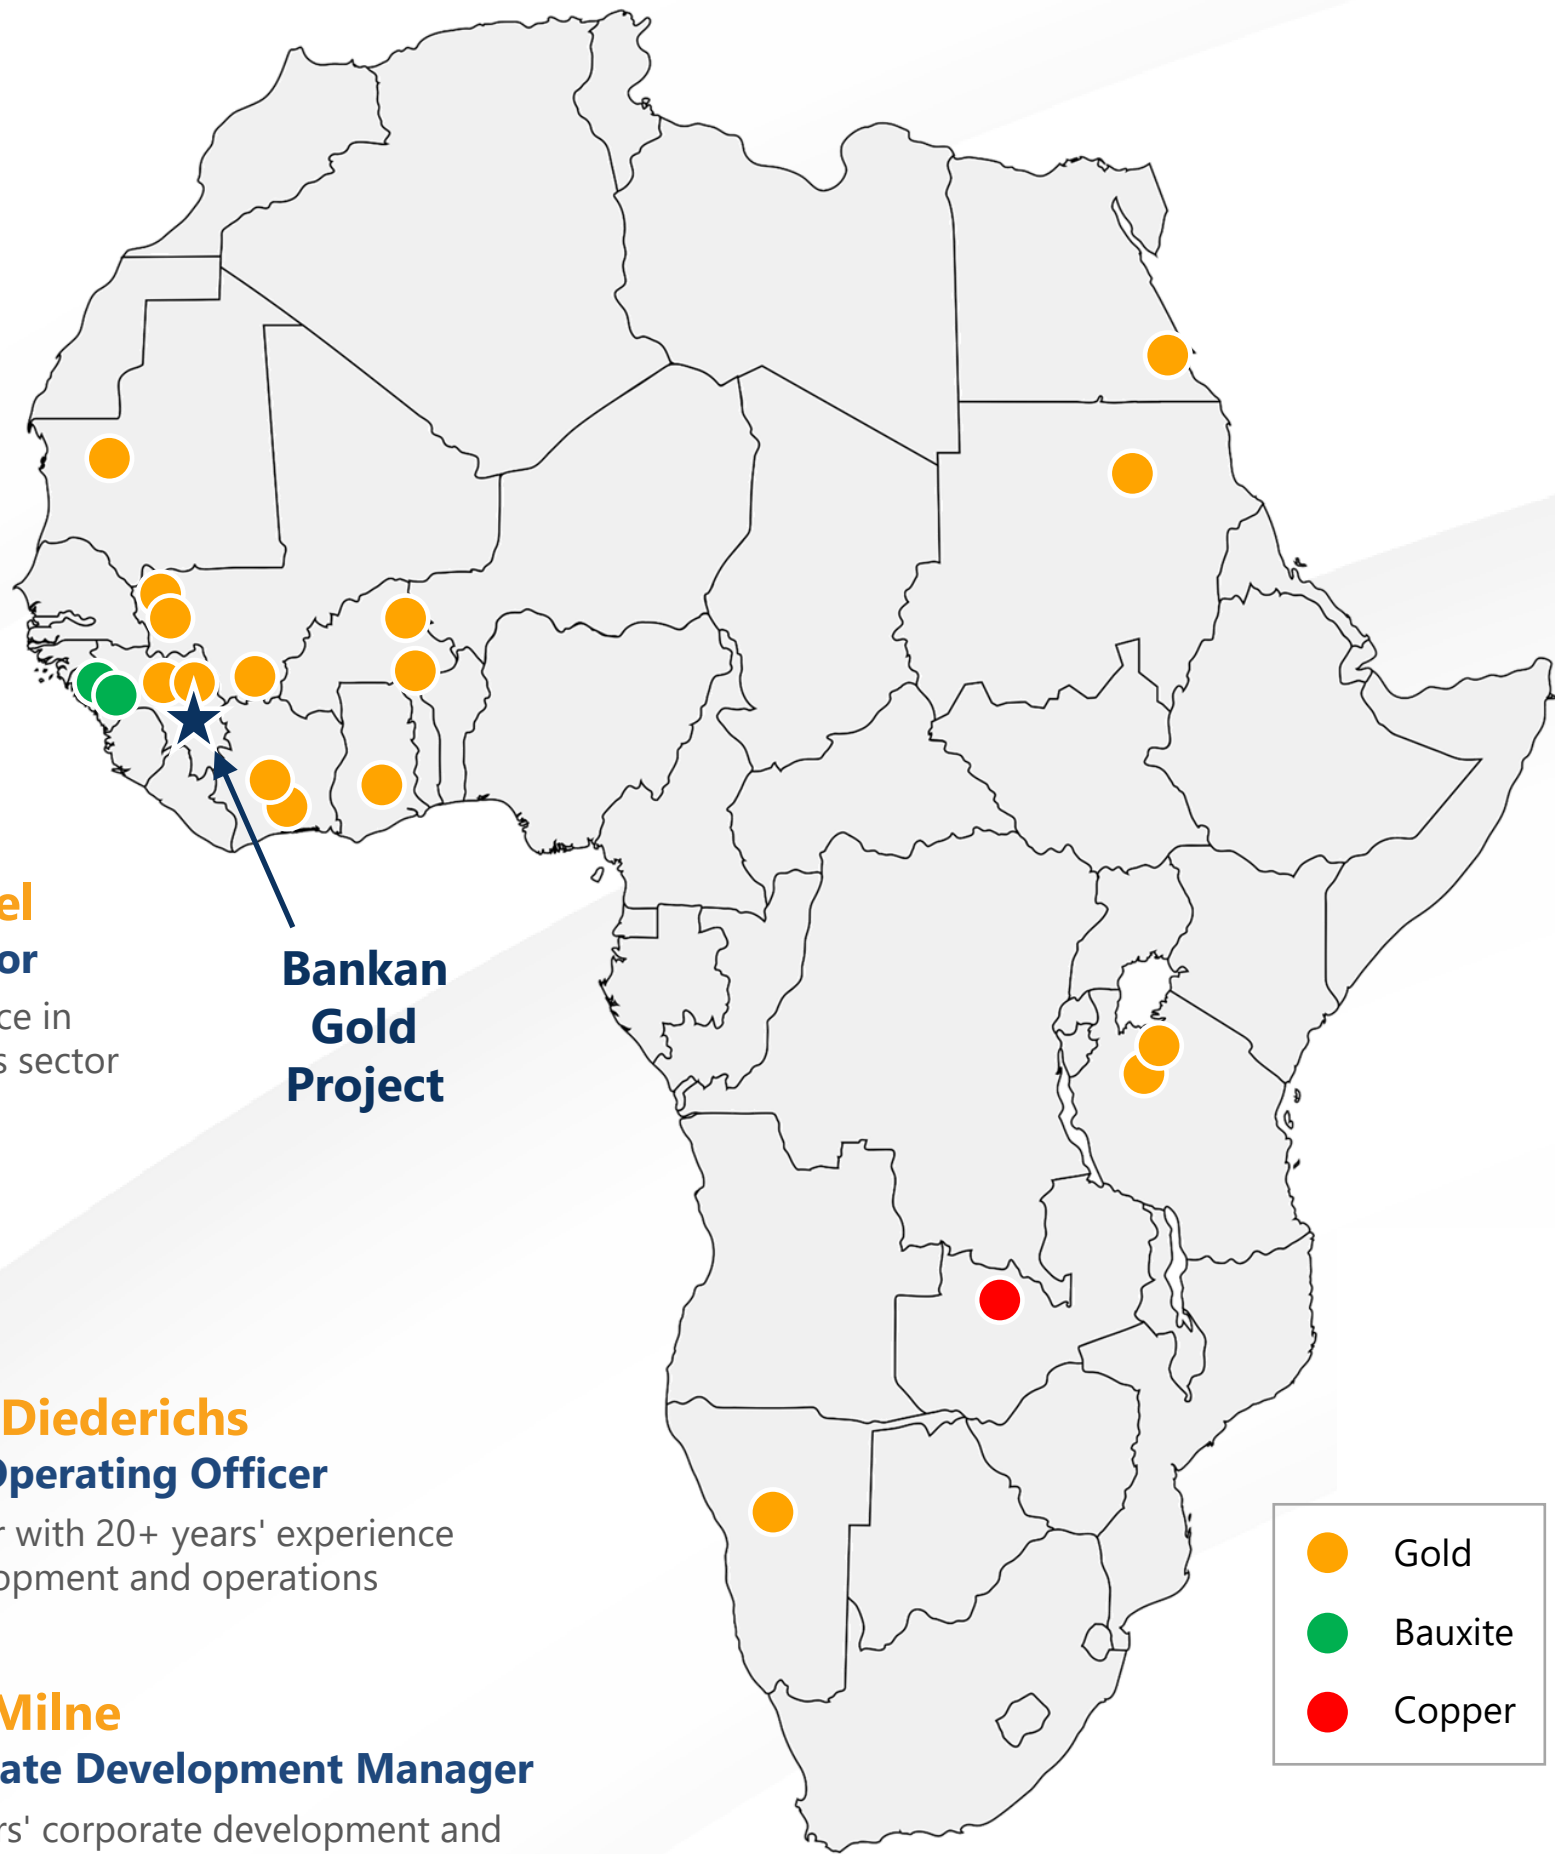 el
or
ce in
s sector
Bankan
Gold
Project
Diederichs
Operating Officer
r with 20+ years' experience
opment and operations
Milne
ate Development Manager
rs' corporate development and
Gold
Bauxite
Copper